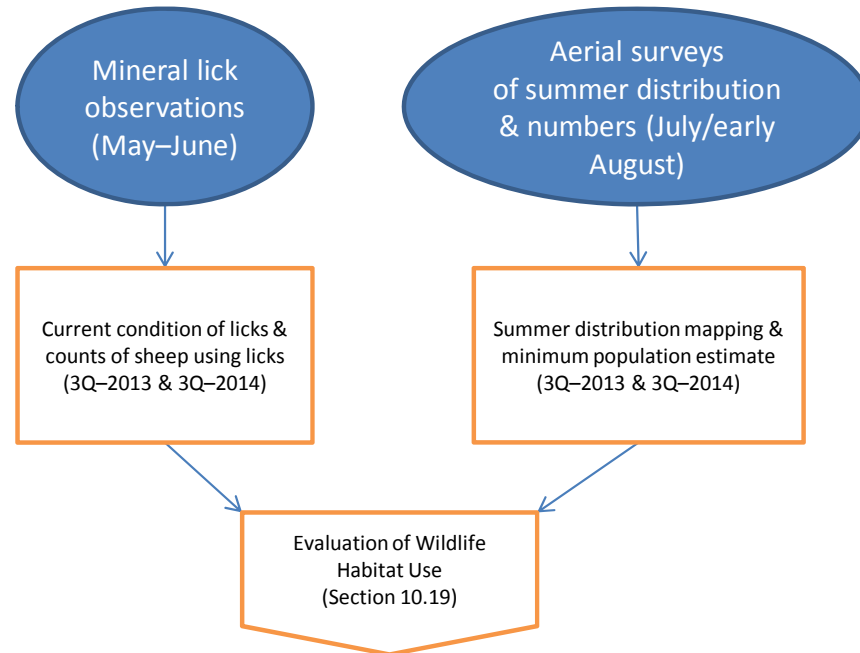 Mineral lick
observations
(May–June)
Aerial surveys
of summer distribution
& numbers (July/early
August)
Current condition of licks &
counts of sheep using licks
(3Q–2013 & 3Q–2014)
Summer distribution mapping &
minimum population estimate
(3Q–2013 & 3Q–2014)
Evaluation of Wildlife
Habitat Use
(Section 10.19)